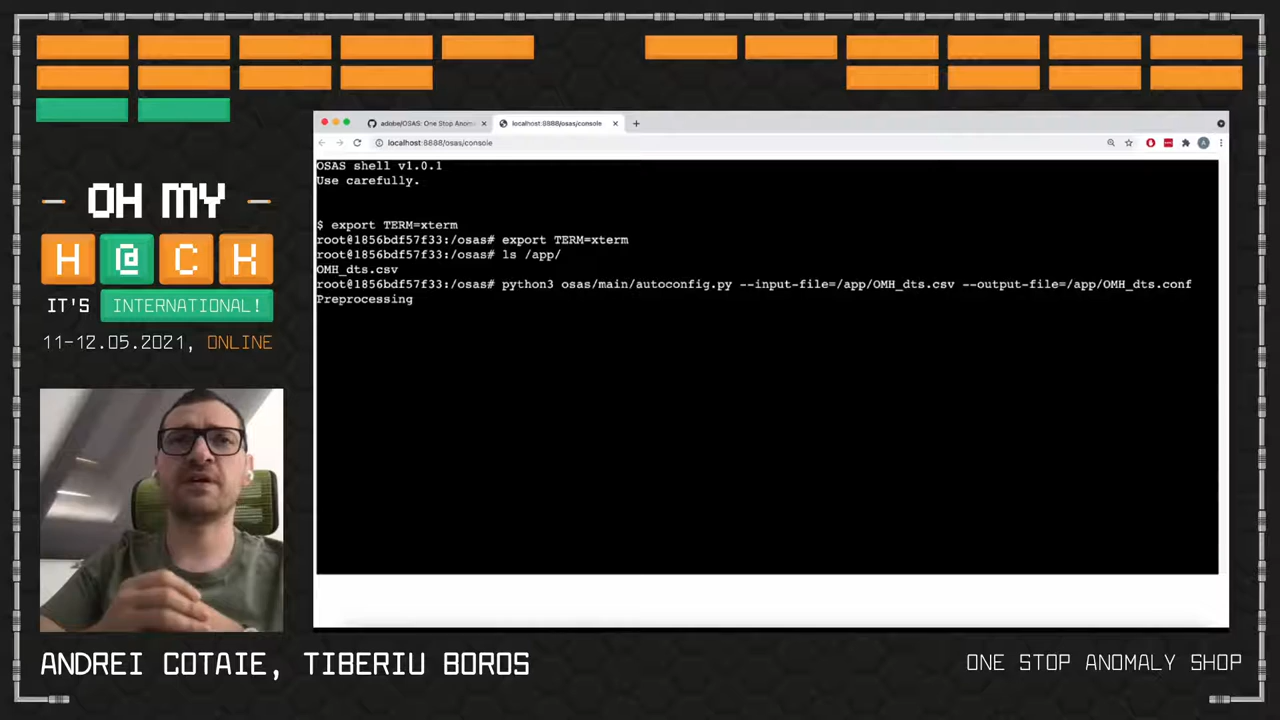 OH MY
H@CK
IT'S INTERNATIONAL!
11-12.05.2021, ONLINE
adobe/OSAS: One Stop Anom
localhost:8888/osas/console
localhost:8888/osas/console
OSAS shell v1.0.1
Use carefully.
$ export TERM=xterm
root@1856bdf57f33:/osas# export TERM=xterm
root@1856bdf57f33:/osas# ls /app/
OMH_dts.csv
root@1856bdf57f33:/osas# python3 osas/main/autoconfig.py --input-file=/app/OMH_dts.csv --output-file=/app/OMH_dts.conf
Preprocessing
ANDREI COTAIE, TIBERIU BOROS
ONE STOP ANOMALY SHOP